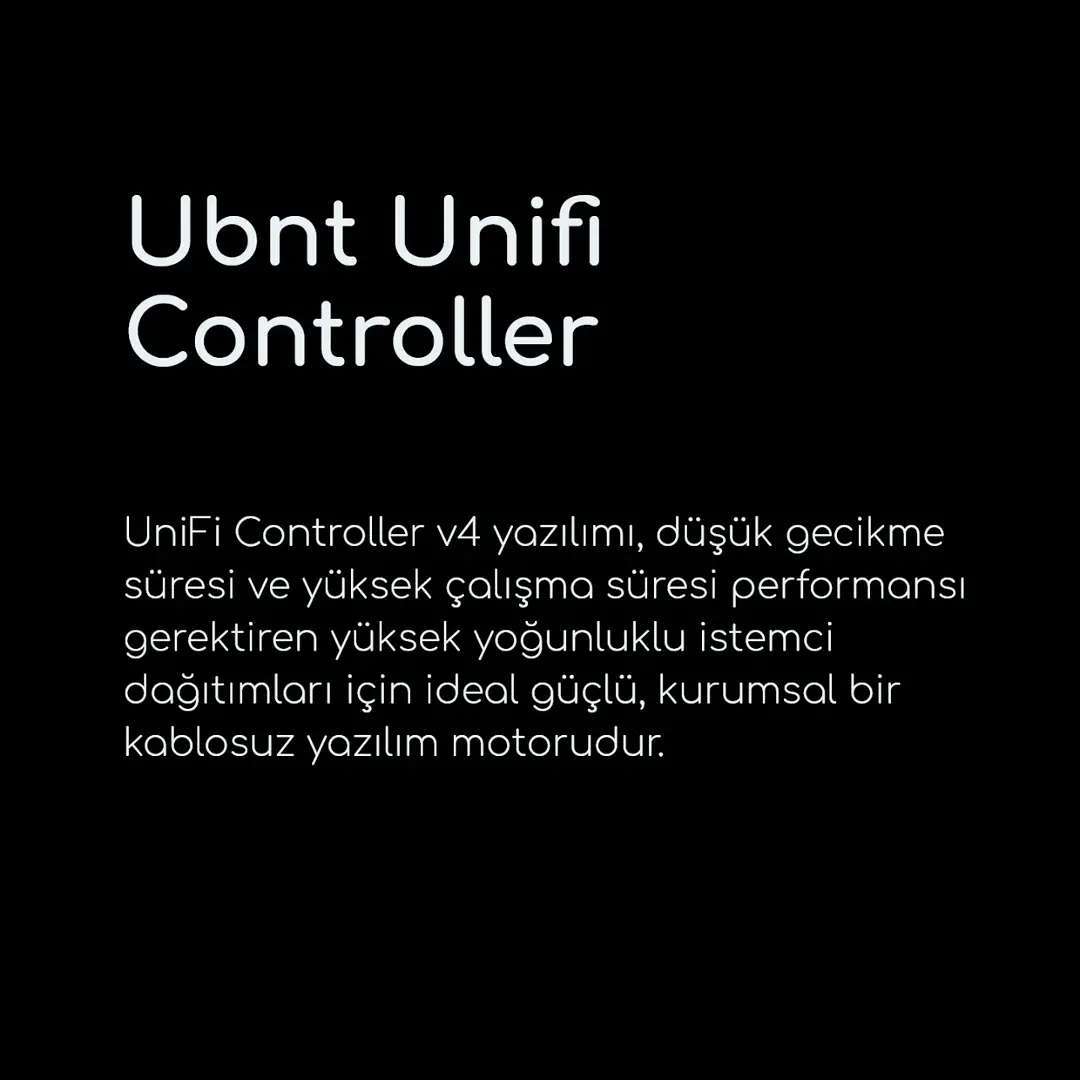 Ubnt Unifi
Controller
UniFi Controller v4 yazılımı, düşük gecikme
süresi ve yüksek çalışma süresi performansı
gerektiren yüksek yoğunluklu istemci
dağıtımları için ideal güçlü, kurumsal bir
kablosuz yazılım motorudur.